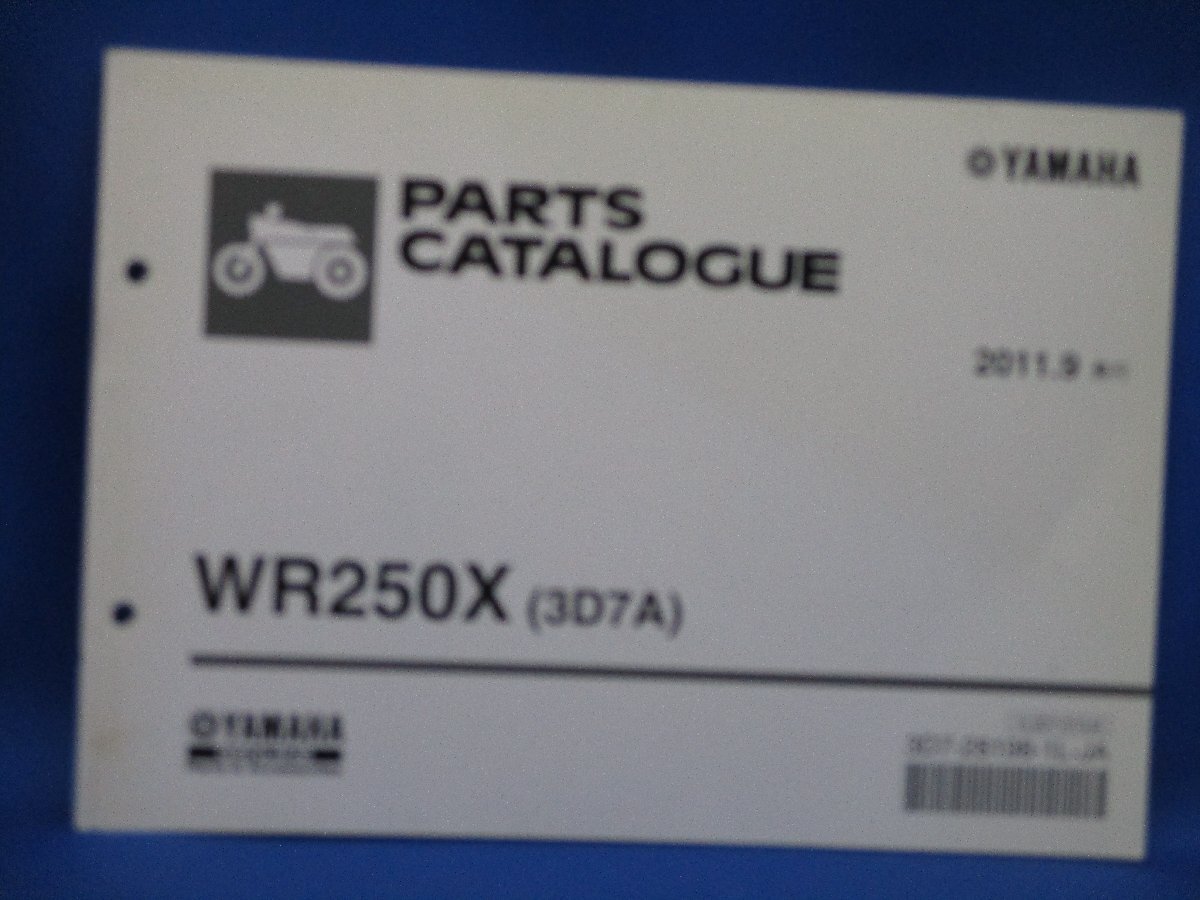 YAMAHA
PARTS
CATALOGUE
2011.9
WR250X (3D7A)
YAMAHA